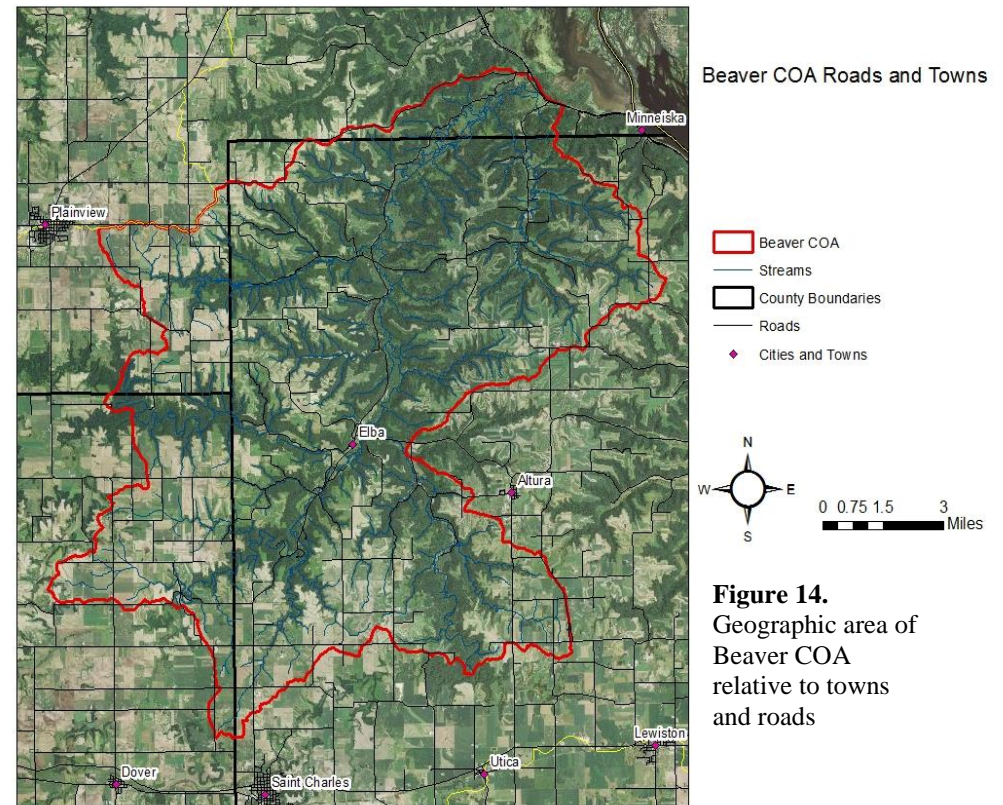 Beaver COA Roads and Towns
Minneiska
Plainview
Elba
Altura
Lewiston
Utica
Dover
Saint Charles
Beaver COA
Streams
County Boundaries
Roads
Cities and Towns
N
W E
S
0 0.75 1.5 3
Miles
Figure 14.
Geographic area of
Beaver COA
relative to towns
and roads